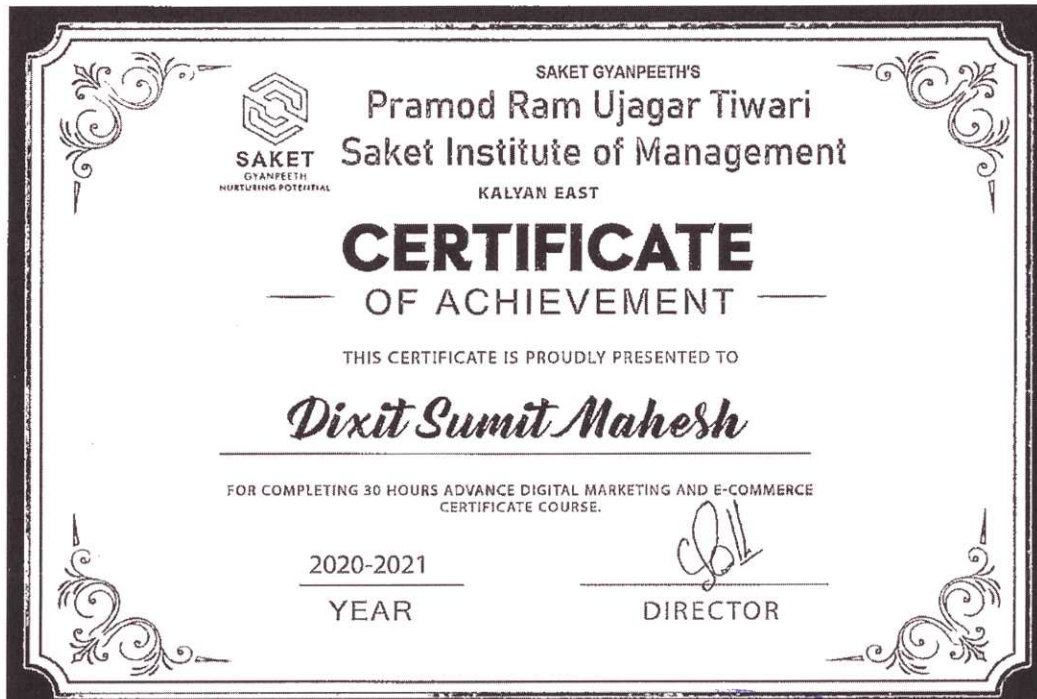 SAKET GYANPEETH'S
Pramod Ram Ujagar Tiwari
Saket Institute of Management
KALYAN EAST
SAKET
GYANPEETH
NURTURING POTENTIAL
CERTIFICATE
OF ACHIEVEMENT
THIS CERTIFICATE IS PROUDLY PRESENTED TO
Dixit Sumit Mahesh
FOR COMPLETING 30 HOURS ADVANCE DIGITAL MARKETING AND E-COMMERCE
CERTIFICATE COURSE.
2020-2021
YEAR
DIRECTOR